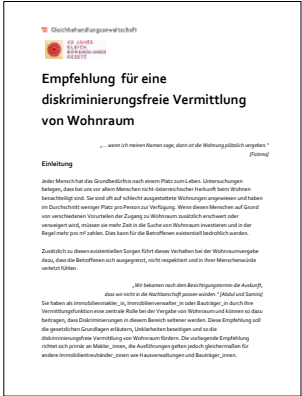 Gleichbehandlungsanwaltschaft
40 JAHRE
GLEICH
BEHANDLUNGS
GESETZ
Empfehlung für eine
diskriminierungsfreie Vermittlung
von Wohnraum
„... wenn ich meinen Namen sage, dann ist die Wohnung plötzlich vergeben.“
[Fatima]
Einleitung
Jeder Mensch hat das Grundbedürfnis nach einem Platz zum Leben. Untersuchungen
belegen, dass bei uns vor allem Menschen nicht-österreichischer Herkunft beim Wohnen
benachteiligt sind. Sie sind oft auf schlecht ausgestattete Wohnungen angewiesen und haben
im Durchschnitt weniger Platz pro Person zur Verfügung. Wenn diesen Menschen auf Grund
von verschiedenen Vorurteilen der Zugang zu Wohnraum zusätzlich erschwert oder
verweigert wird, müssen sie mehr Zeit in die Suche von Wohnraum investieren und in der
Regel mehr pro m² zahlen. Dies kann für die Betroffenen existentiell bedrohlich werden.
Zusätzlich zu diesen existentiellen Sorgen führt dieses Verhalten bei der Wohnraumvergabe
dazu, dass die Betroffenen sich ausgegrenzt, nicht respektiert und in ihrer Menschenwürde
verletzt fühlen.
„Wir bekamen nach dem Besichtigungstermin die Auskunft,
dass wir nicht in die Nachbarschaft passen würden.“ [Abdul und Samira]
Sie haben als Immobilienmakler_in, Immobilienverwalter_in oder Bauträger_in durch Ihre
Vermittlungsfunktion eine zentrale Rolle bei der Vergabe von Wohnraum und können so dazu
beitragen, dass Diskriminierungen in diesem Bereich seltener werden. Diese Empfehlung soll
die gesetzlichen Grundlagen erläutern, Unklarheiten beseitigen und so die
diskriminierungsfreie Vermittlung von Wohnraum fördern. Die vorliegende Empfehlung
richtet sich primär an Makler_innen, die Ausführungen gelten jedoch gleichermaßen für
andere Immobilientreuhänder_innen wie Hausverwaltungen und Bauträger_innen.